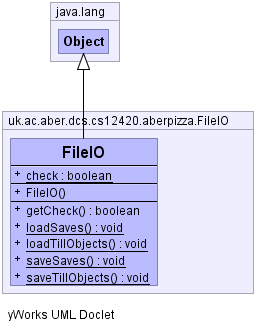 java.lang
Object
uk.ac.aber.dcs.cs12420.aberpizza.FileIO
FileIO
+ check : boolean
+ FileIO()
+ getCheck() : boolean
+ loadSaves() : void
+ loadTillObjects() : void
+ saveSaves() : void
+ saveTillObjects() : void
yWorks UML Doclet